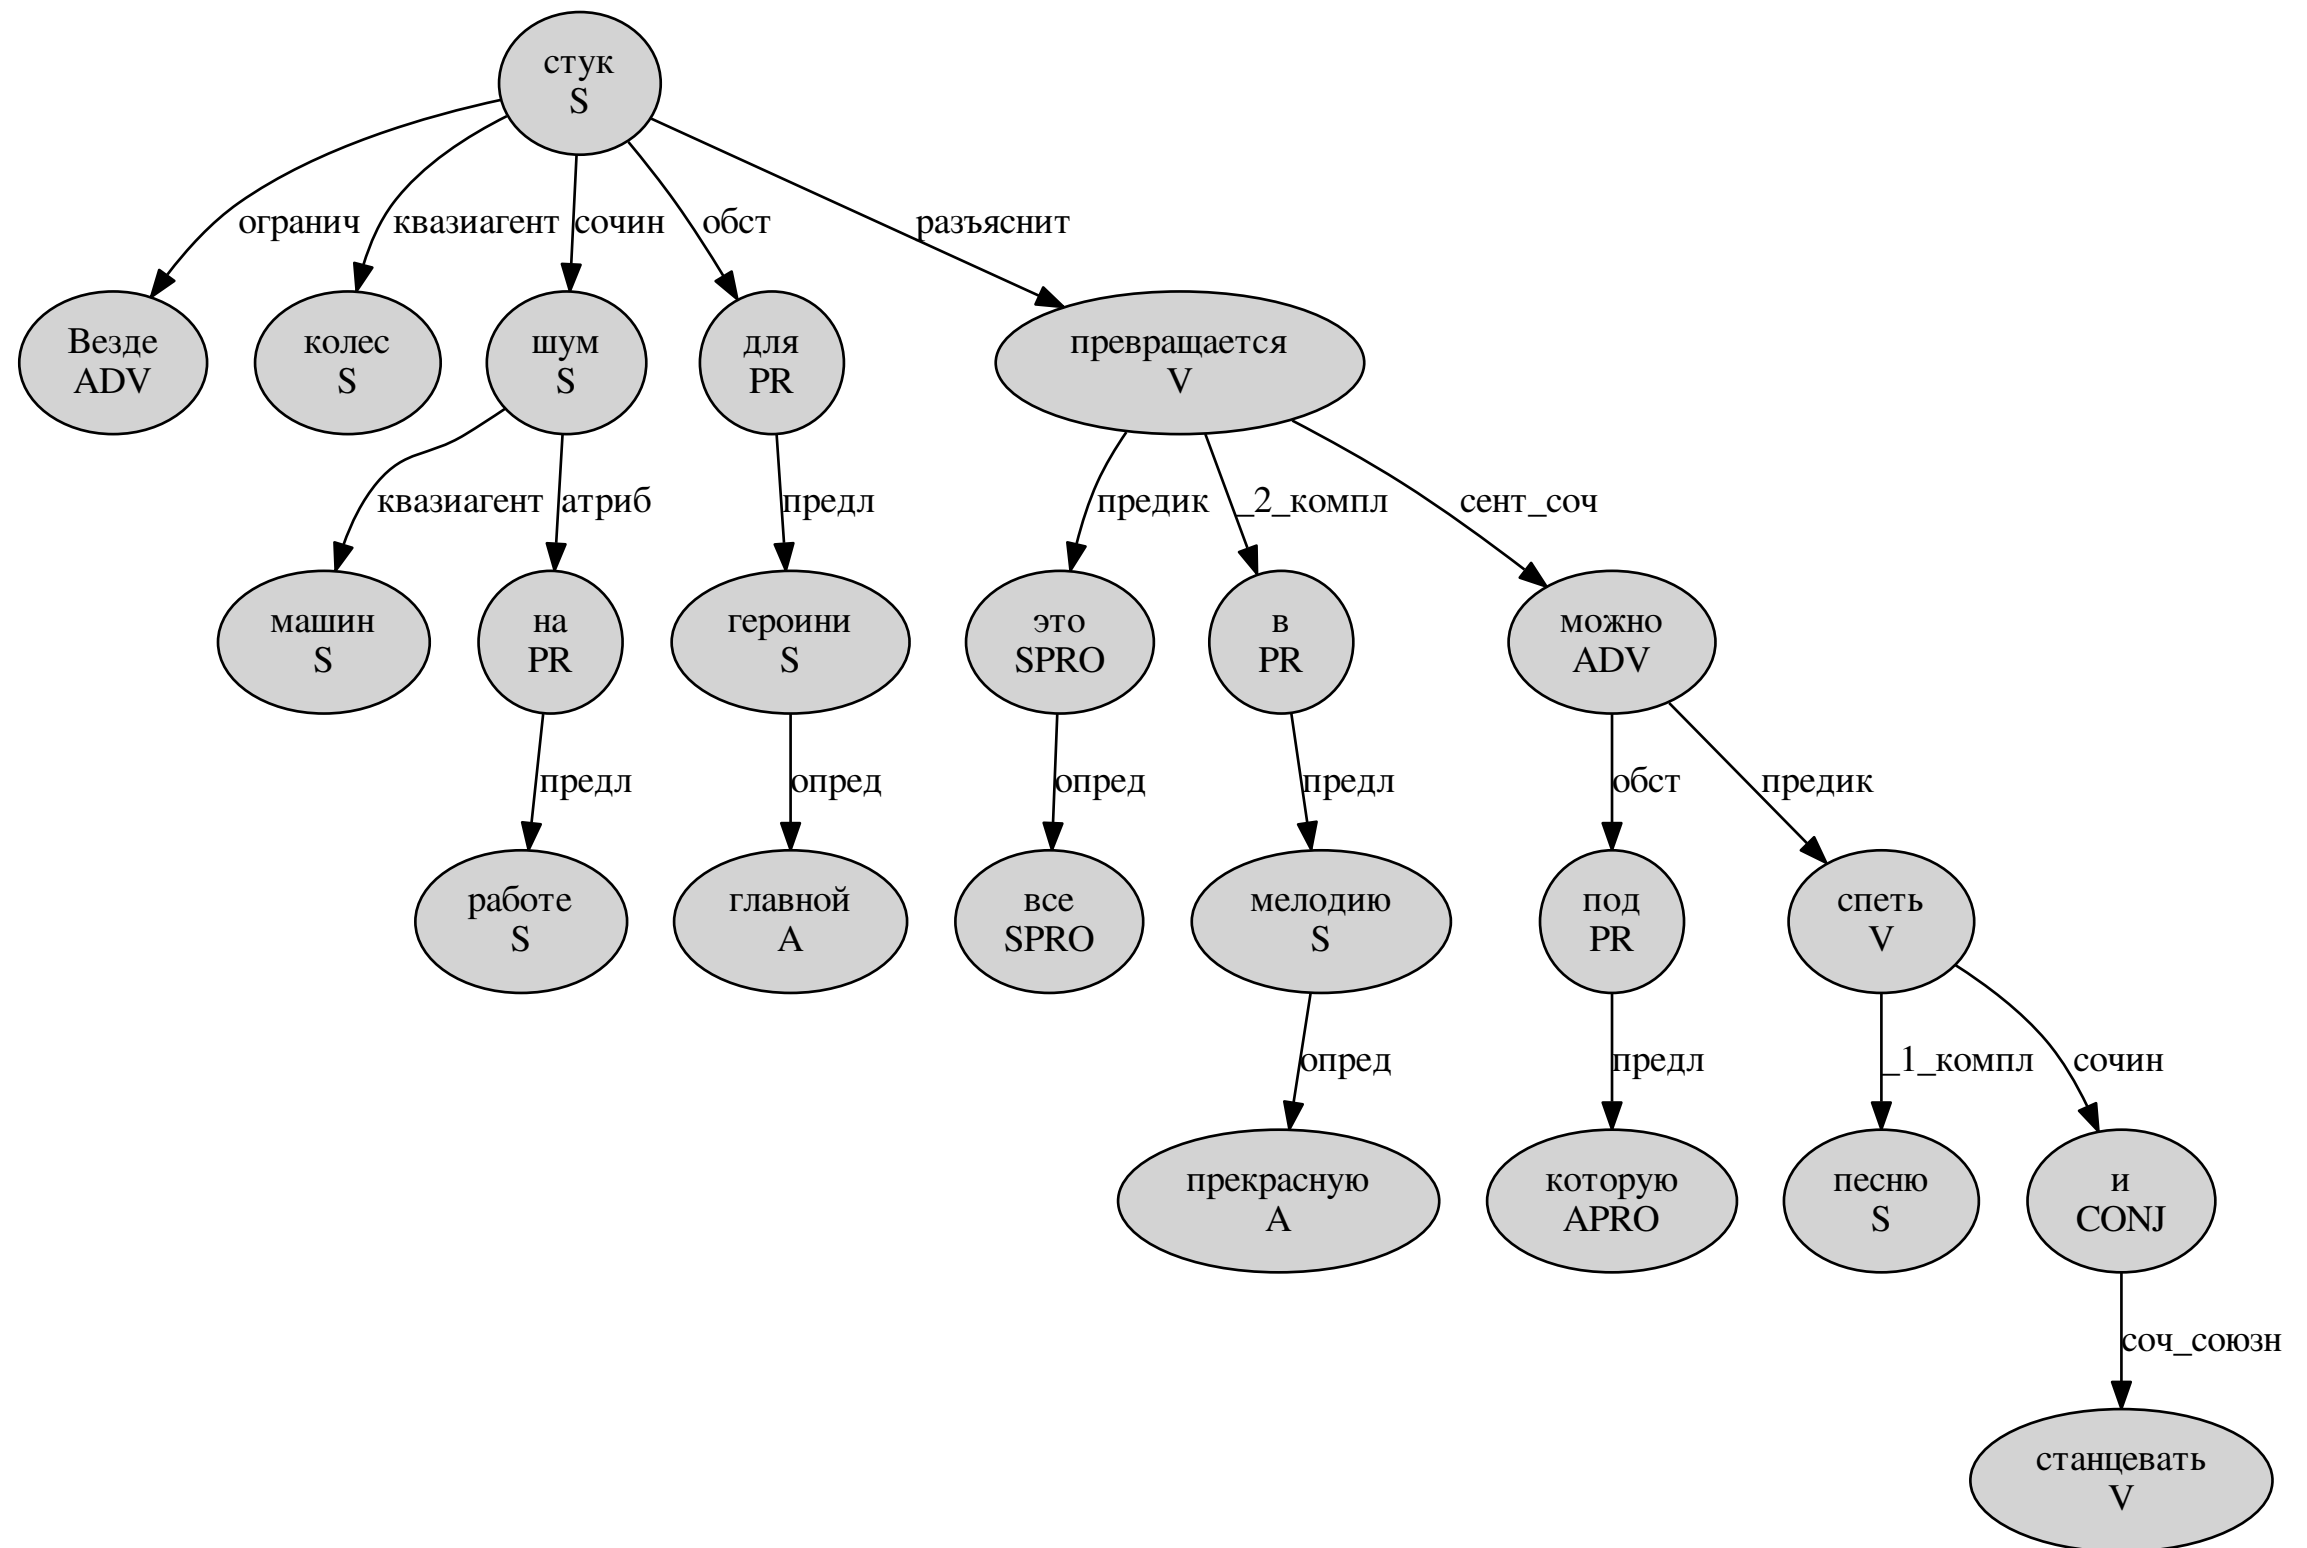 стук
S
огранич
квазиагент
сочин
обст
разъяснит
Везде
ADV
колес
S
шум
S
для
PR
превращается
V
квазиагент
атриб
предл
предик
_2_компл
сент_соч
машин
S
на
PR
героини
S
это
SPRO
в
PR
можно
ADV
предл
опред
опред
предл
обст
предик
работе
S
главной
A
все
SPRO
мелодию
S
под
PR
спеть
V
опред
предл
_1_компл
сочин
прекрасную
A
которую
APRO
песню
S
и
CONJ
соч_союзн
станцевать
V